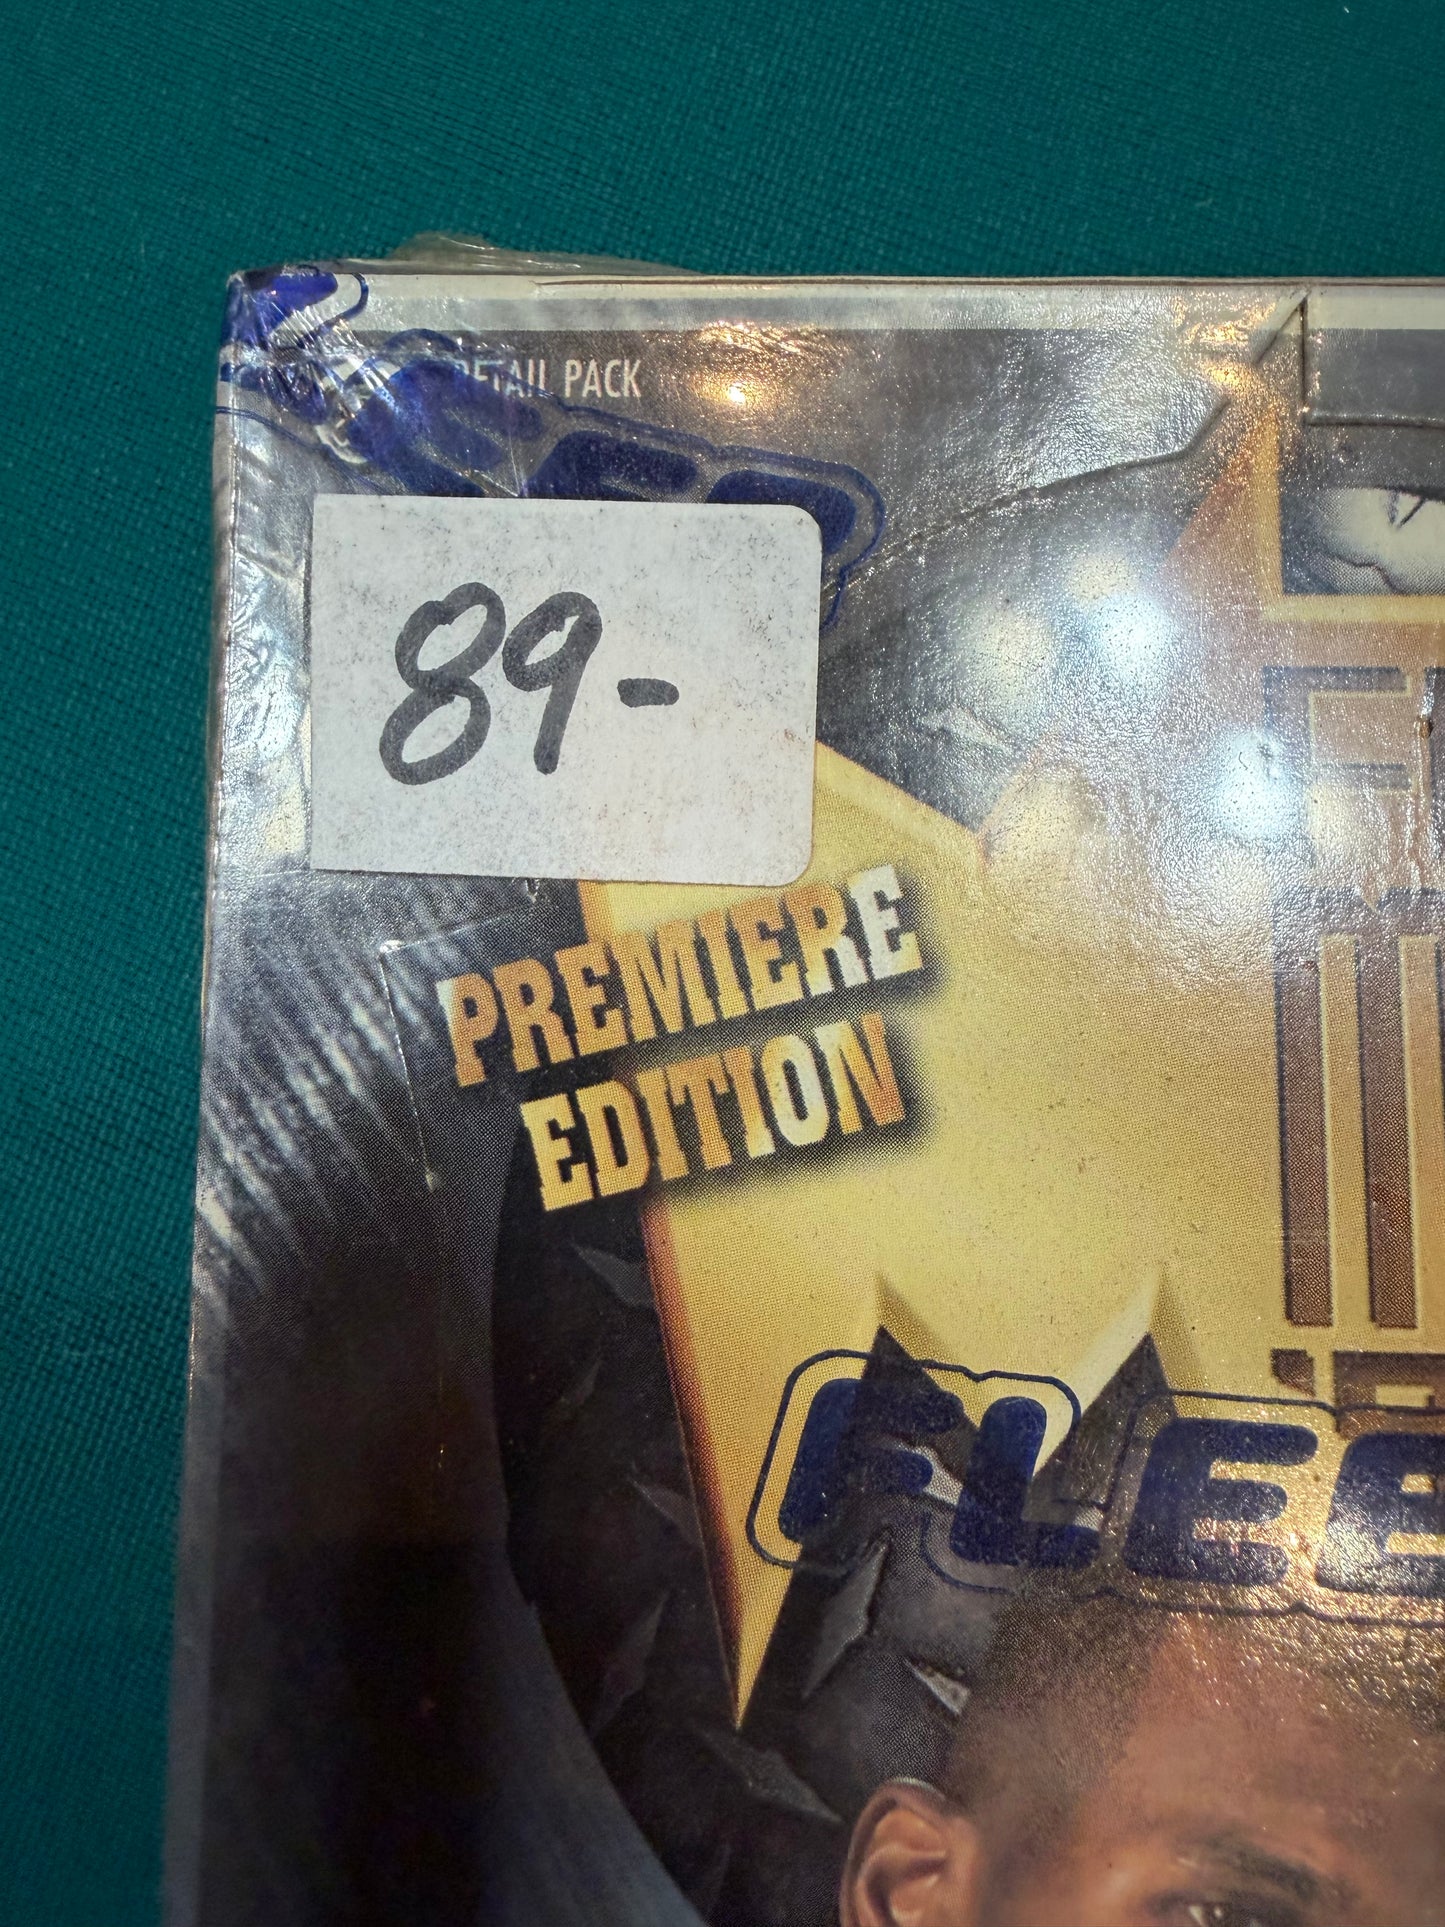 RETAIL PACK
89-
PREMIERE
EDITION
FLEE